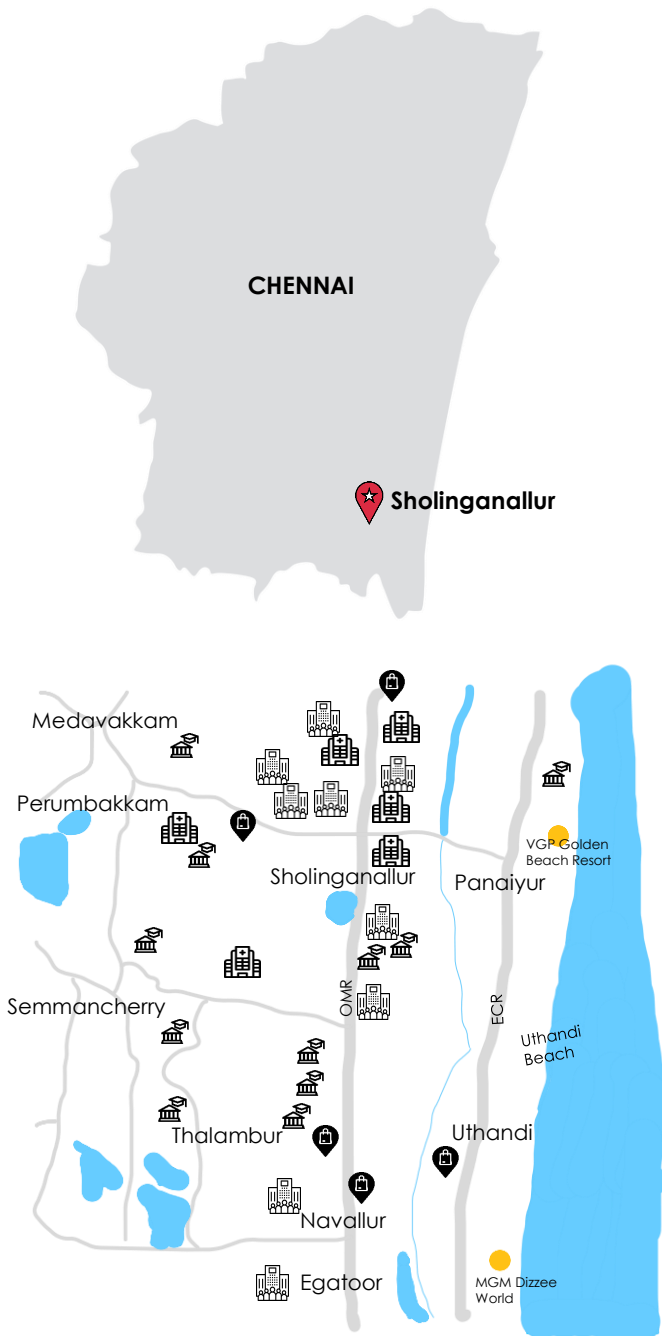 CHENNAI
Sholinganallur
Medavakkam
Perumbakkam
VGP Golden
Beach Resort
Sholinganallur
Panaiyur
OMR
ECR
Semmancherry
Uthandi
Beach
Thalambur
Uthandi
Navallur
Egatoor
MGM Dizzee
World